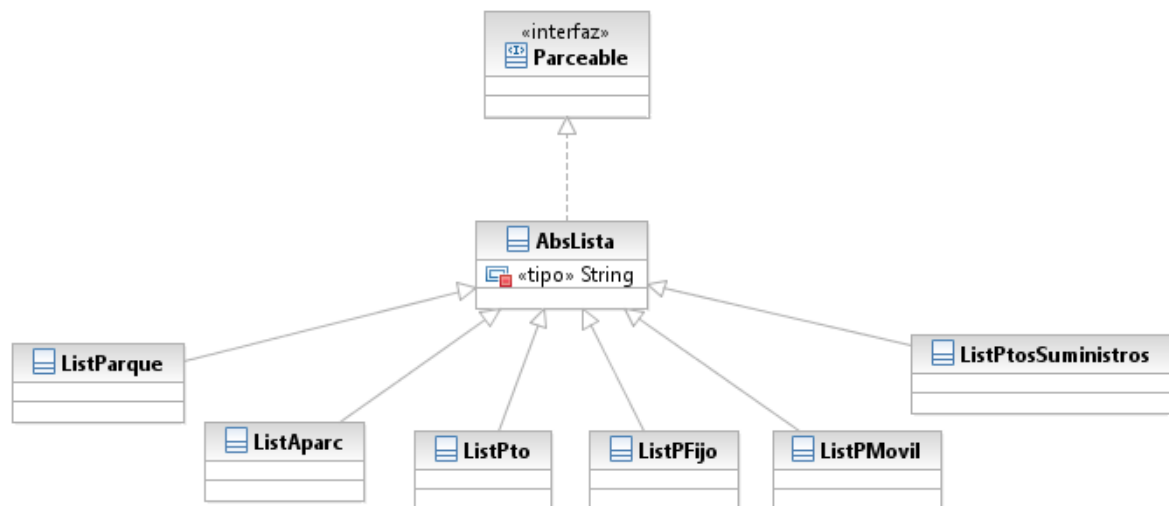 «interfaz»
Parceable
AbsLista
«tipo» String
ListParque
ListPtosSuministros
ListAparc
ListPto
ListPFijo
ListPMovil